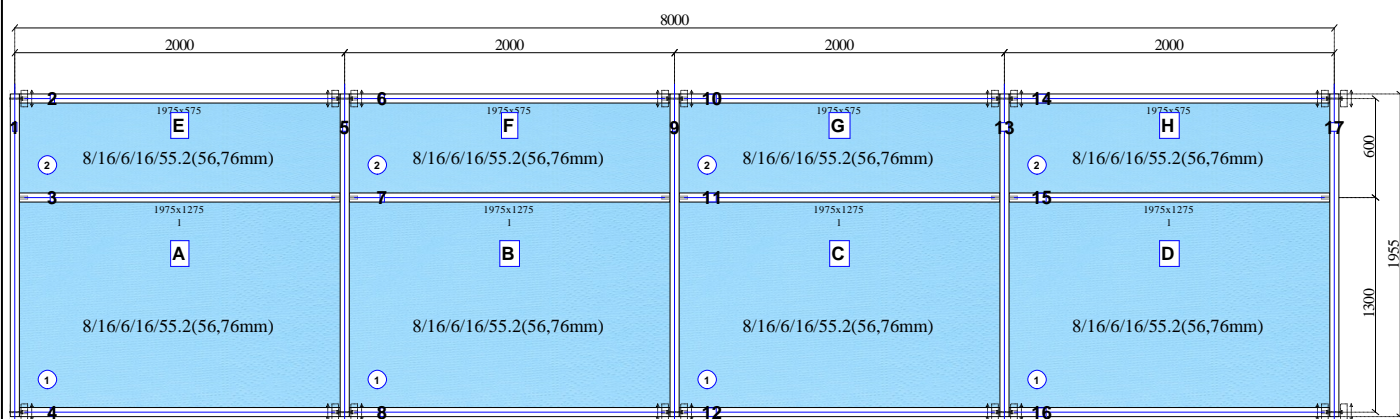 8000
2000 2000 2000 2000
2 6 10 14
1975x575 1975x575 1975x575 1975x575
1 E 5 F 9 G 13 H 17
600
8/16/6/16/55.2(56,76mm) 8/16/6/16/55.2(56,76mm) 8/16/6/16/55.2(56,76mm) 8/16/6/16/55.2(56,76mm)
2 2 2 2
3 7 11 15
1975x1275 1975x1275 1975x1275 1975x1275
1 1 1 1
A B C D
1955
1300
8/16/6/16/55.2(56,76mm) 8/16/6/16/55.2(56,76mm) 8/16/6/16/55.2(56,76mm) 8/16/6/16/55.2(56,76mm)
1 1 1 1
4 8 12 16